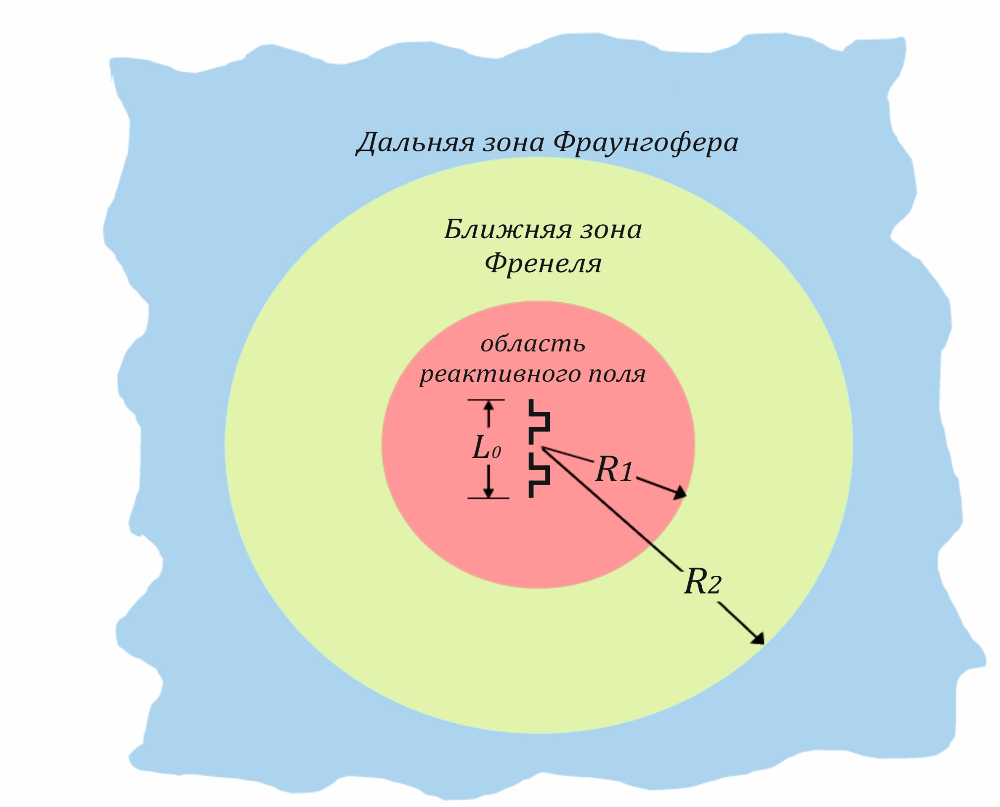 Дальняя зона Фраунгофера
Ближняя зона
Френеля
область
реактивного поля
L0
R1
R2